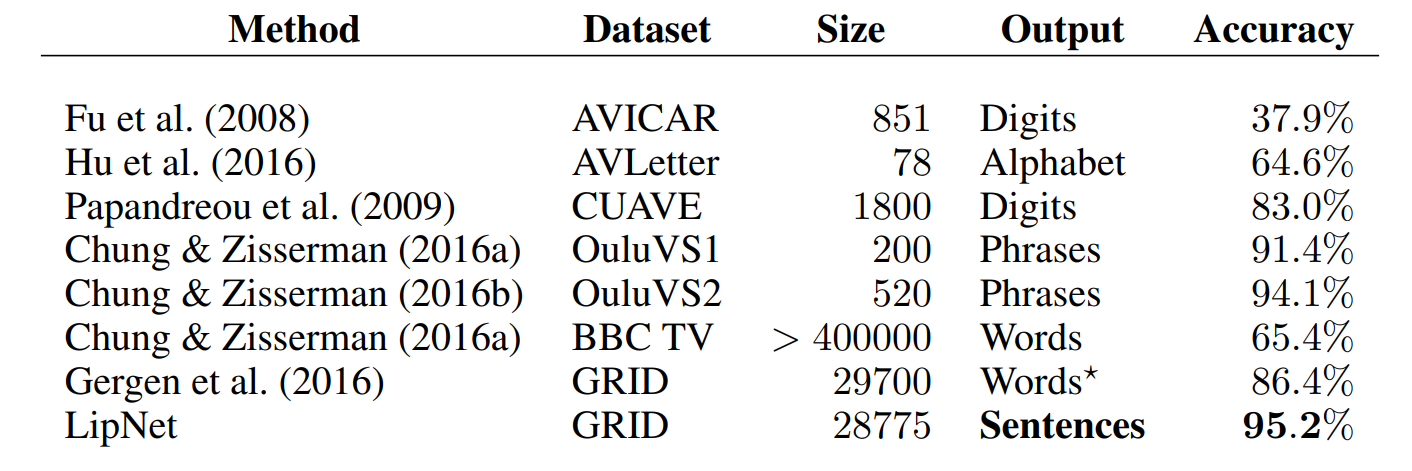 Method Dataset Size Output Accuracy
Fu et al. (2008) AVICAR 851 Digits 37.9%
Hu et al. (2016) AVLetter 78 Alphabet 64.6%
Papandreou et al. (2009) CUAVE 1800 Digits 83.0%
Chung & Zisserman (2016a) OuluVS1 200 Phrases 91.4%
Chung & Zisserman (2016b) OuluVS2 520 Phrases 94.1%
Chung & Zisserman (2016a) BBC TV > 400000 Words 65.4%
Gergen et al. (2016) GRID 29700 Words⋆ 86.4%
LipNet GRID 28775 Sentences 95.2%